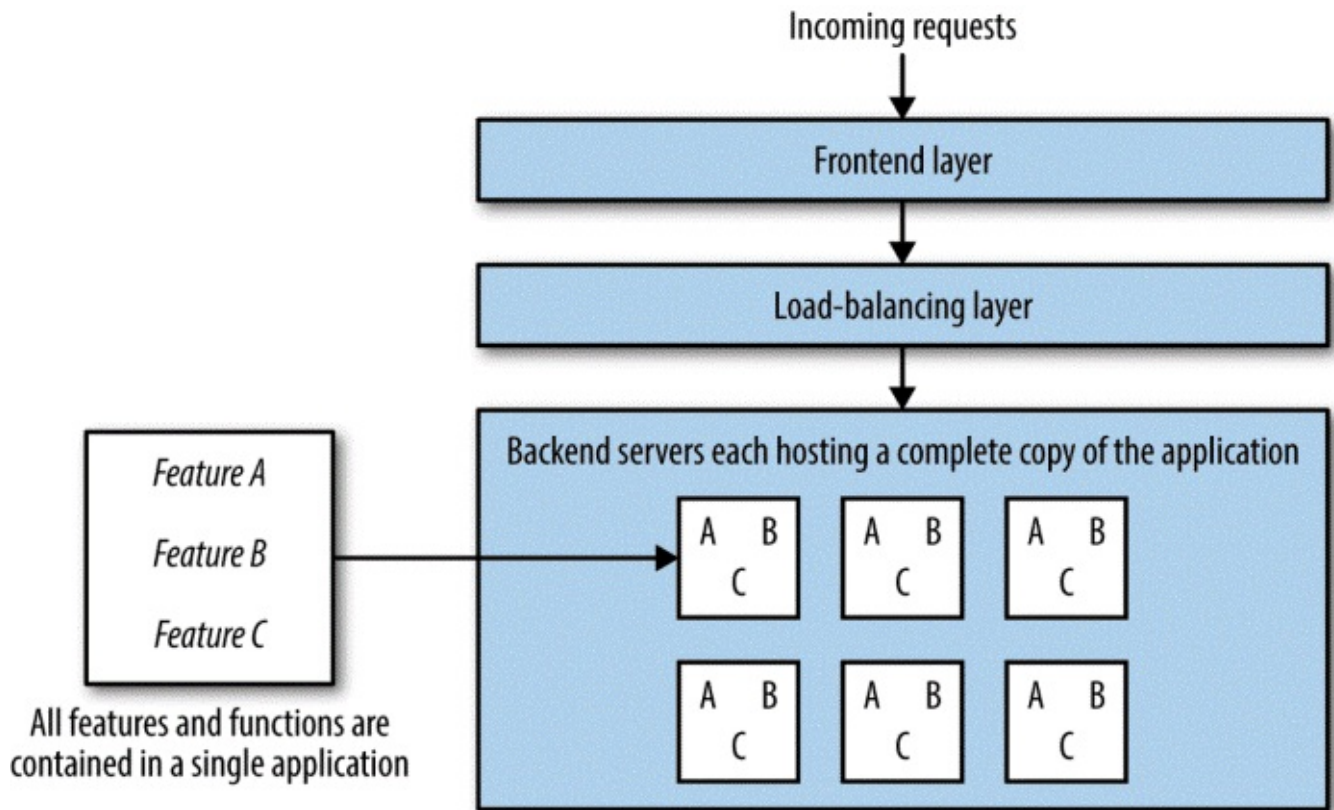 Incoming requests
Frontend layer
Load-balancing layer
Backend servers each hosting a complete copy of the application
Feature A
Feature B
Feature C
All features and functions are
contained in a single application
A B
C
A B
C
A B
C
A B
C
A B
C
A B
C